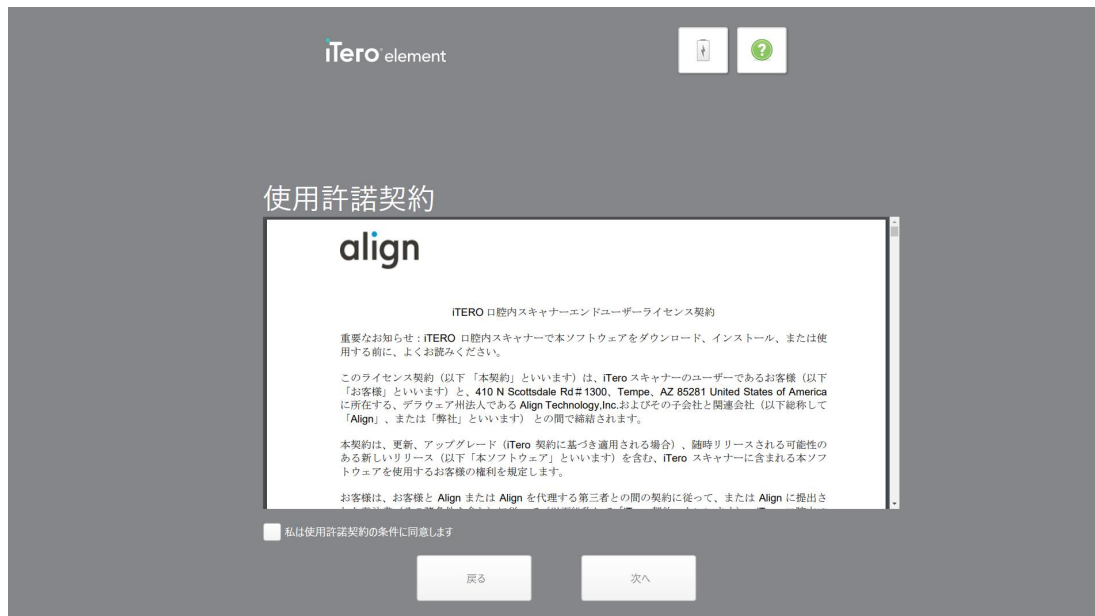 iTero element
使用許諾契約
align
iTERO 口腔内スキャナーエンドユーザーライセンス契約
重要なお知らせ：iTERO 口腔内スキャナーで本ソフトウェアをダウンロード、インストール、または使
用する前に、よくお読みください。
このライセンス契約（以下 「本契約」といいます）は、iTero スキャナーのユーザーであるお客様（以下
「お客様」といいます）と、410 N Scottsdale Rd＃1300、Tempe、AZ 85281 United States of America
に所在する、デラウェア州法人である Align Technology,Inc.およびその子会社と関連会社（以下総称して
「Align」、または「弊社」といいます） との間で締結されます。
本契約は、更新、アップグレード（iTero 契約に基づき適用される場合）、随時リリースされる可能性の
ある新しいリリース（以下「本ソフトウェア」といいます）を含む、iTero スキャナーに含まれる本ソフ
トウェアを使用するお客様の権利を規定します。
お客様は、お客様と Align または Align を代理する第三者との間の契約に従って、または Align に提出さ
私は使用許諾契約の条件に同意します
戻る
次へ